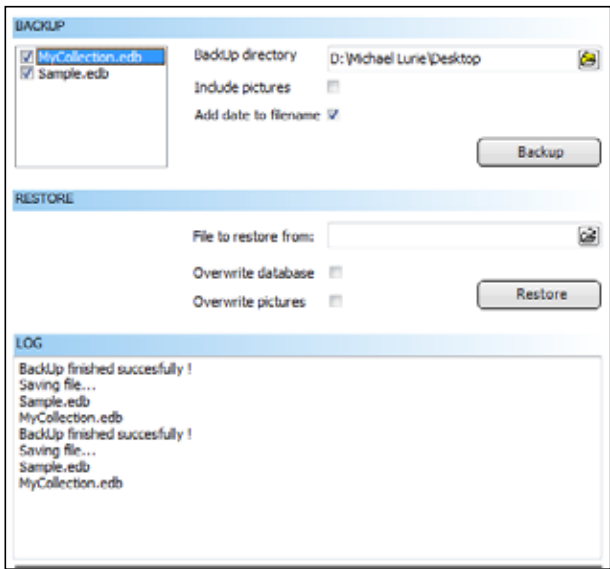 BACKUP
MyCollection.edb
Sample.edb
BackUp directory
D:\Michael Lurie\Desktop
Include pictures
Add date to filename
Backup
RESTORE
File to restore from:
Overwrite database
Overwrite pictures
Restore
LOG
BackUp finished succesfully !
Saving file...
Sample.edb
MyCollection.edb
BackUp finished succesfully !
Saving file...
Sample.edb
MyCollection.edb